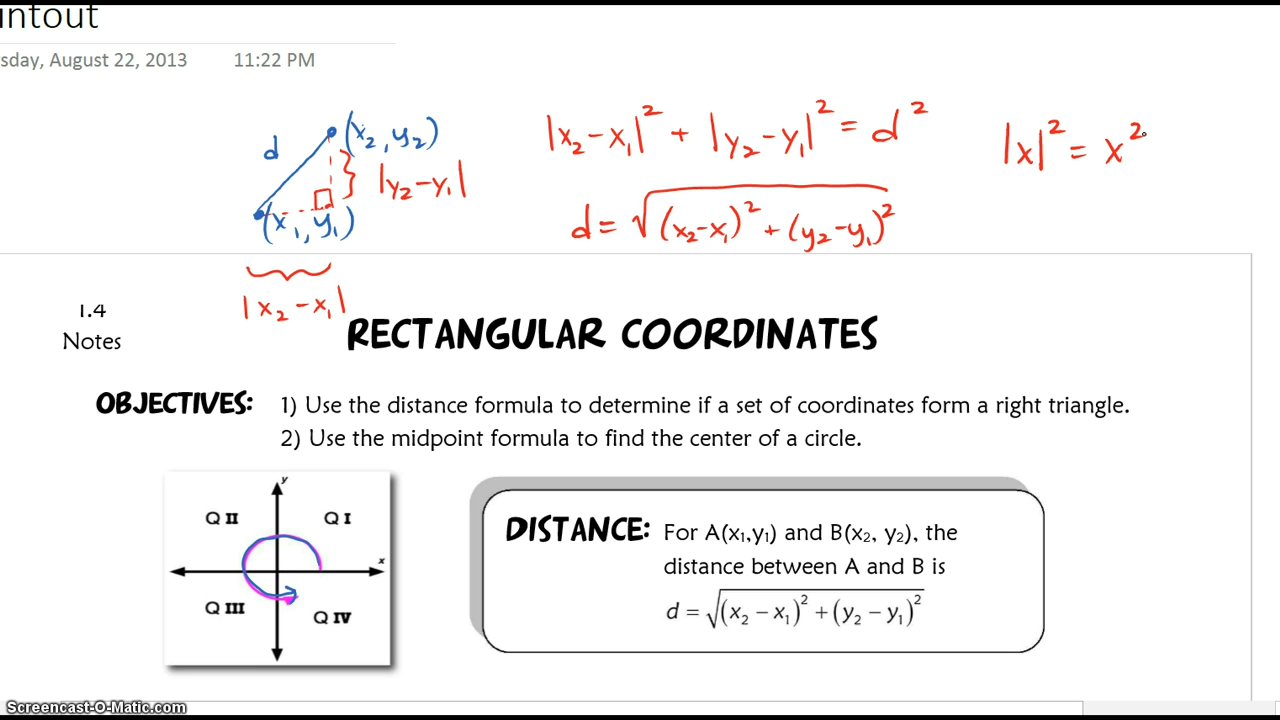 intout
sday, August 22, 2013 11:22 PM
d (x₂, y₂)
|y₂-y₁|
(x₁, y₁)
|x₂-x₁|
|x₂-x₁|² + |y₂-y₁|² = d²
d = √(x₂-x₁)² + (y₂-y₁)²
|x|² = x²
1.4
Notes
RECTANGULAR COORDINATES
OBJECTIVES: 1) Use the distance formula to determine if a set of coordinates form a right triangle.
2) Use the midpoint formula to find the center of a circle.
y
Q II Q I
x
Q III Q IV
DISTANCE: For A(x₁,y₁) and B(x₂, y₂), the
distance between A and B is
d = √(x₂ − x₁)² + (y₂ − y₁)²
Screencast-O-Matic.com